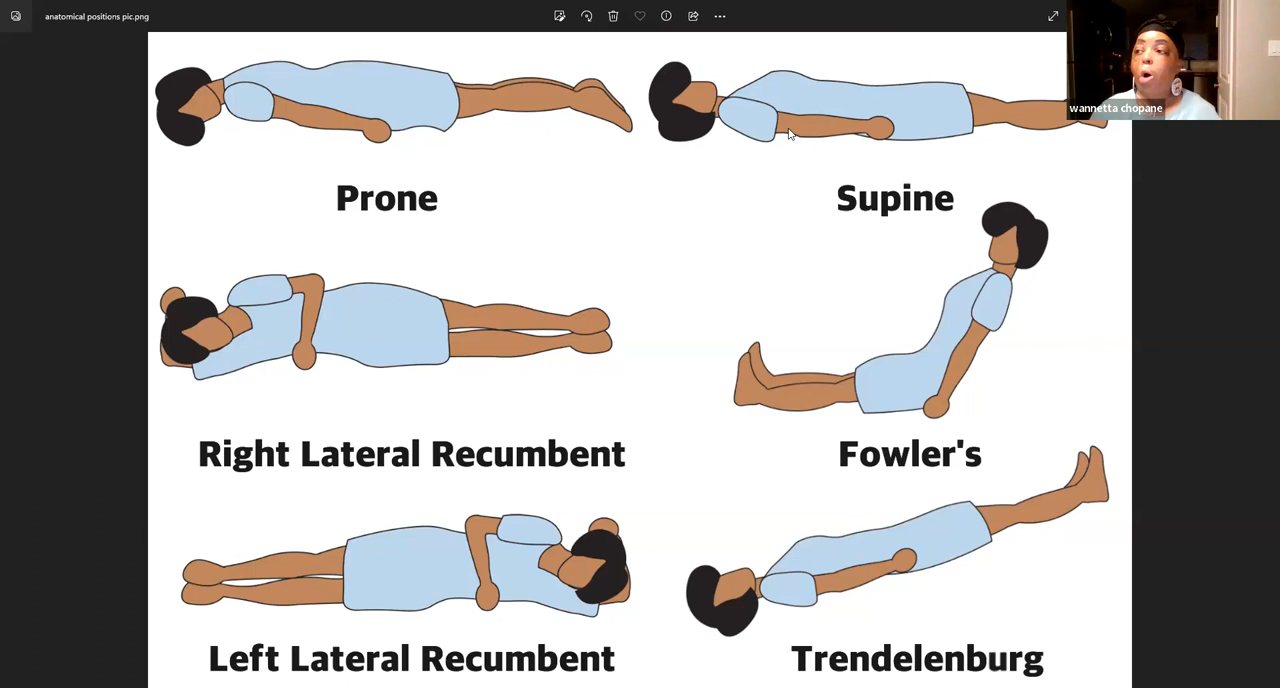 anatomical positions pic.png
wannetta chopane
Prone
Supine
Right Lateral Recumbent
Fowler's
Left Lateral Recumbent
Trendelenburg